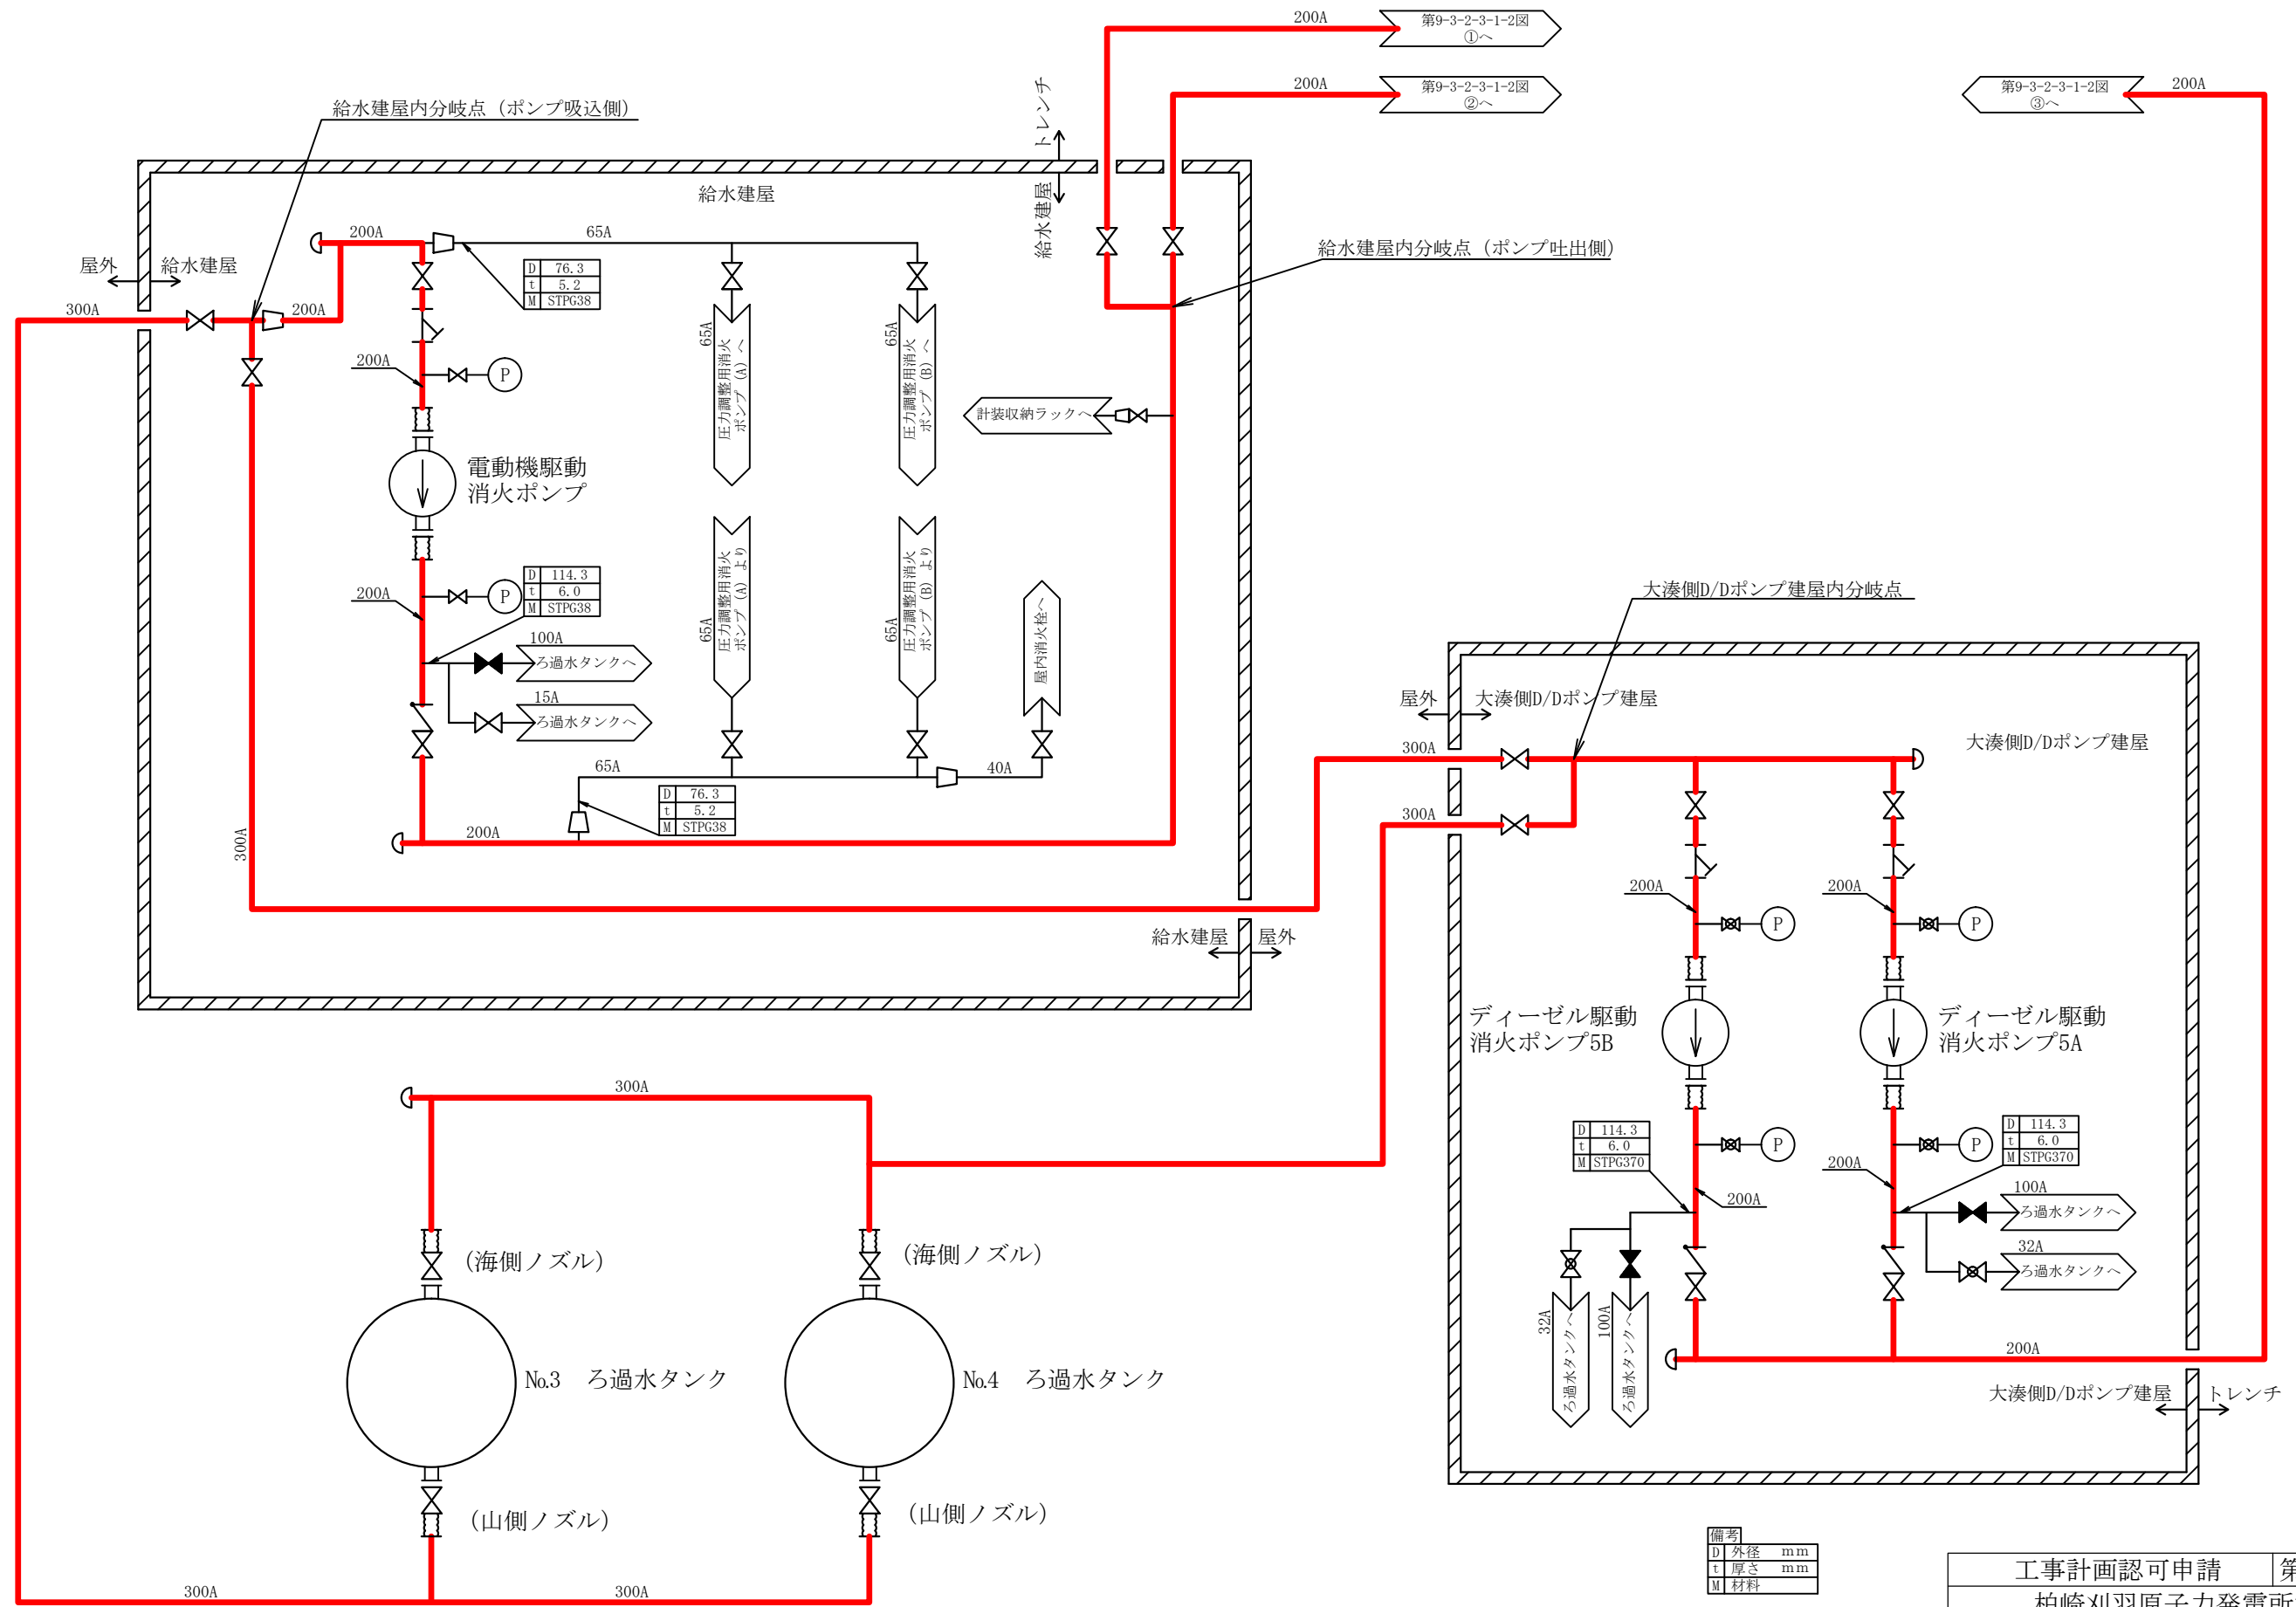 200A
第9-3-2-3-1-2図
①へ
200A
第9-3-2-3-1-2図
②へ
第9-3-2-3-1-2図
③へ
200A
トレンチ
給水建屋
給水建屋内分岐点（ポンプ吸込側）
給水建屋
給水建屋内分岐点（ポンプ吐出側）
屋外
給水建屋
300A
200A
200A
65A
D 76.3
t 5.2
M STPG38
200A
P
65A
圧力調整用消火
ポンプ（A）へ
65A
圧力調整用消火
ポンプ（B）へ
計装収納ラックへ
電動機駆動
消火ポンプ
65A
圧力調整用消火
ポンプ（A）より
65A
圧力調整用消火
ポンプ（B）より
屋内消火栓へ
200A
P
D 114.3
t 6.0
M STPG38
100A
ろ過水タンクへ
15A
ろ過水タンクへ
65A
40A
D 76.3
t 5.2
M STPG38
200A
300A
給水建屋
屋外
大湊側D/Dポンプ建屋内分岐点
屋外
大湊側D/Dポンプ建屋
大湊側D/Dポンプ建屋
300A
300A
200A
P
200A
P
ディーゼル駆動
消火ポンプ5B
ディーゼル駆動
消火ポンプ5A
D 114.3
t 6.0
M STPG370
P
200A
P
200A
D 114.3
t 6.0
M STPG370
100A
ろ過水タンクへ
32A
ろ過水タンクへ
32A
ろ過水タンクへ
100A
ろ過水タンクへ
200A
大湊側D/Dポンプ建屋
トレンチ
300A
（海側ノズル）
（海側ノズル）
№3 ろ過水タンク
№4 ろ過水タンク
（山側ノズル）
（山側ノズル）
300A
300A
備考
D 外径 mm
t 厚さ mm
M 材料
工事計画認可申請 第
柏崎刈羽原子力発電所